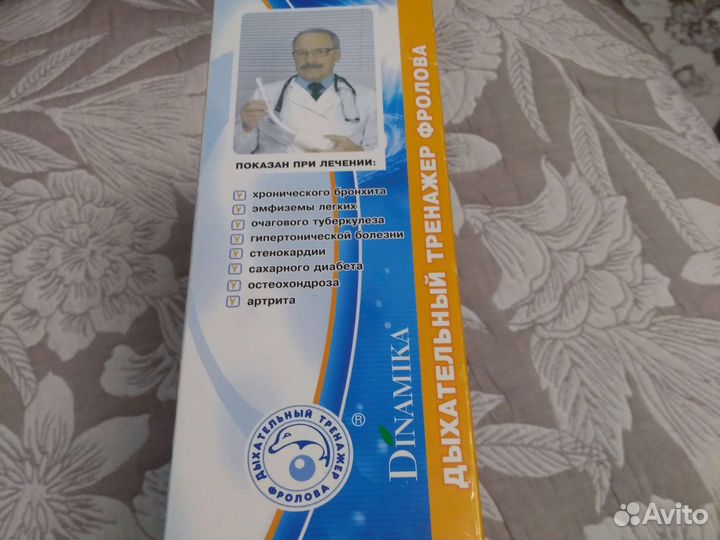 ПОКАЗАН ПРИ ЛЕЧЕНИИ:
хронического бронхита
эмфиземы легких
очагового туберкулеза
гипертонической болезни
стенокардии
сахарного диабета
остеохондроза
артрита
ДЫХАТЕЛЬНЫЙ ТРЕНАЖЕР
ФРОЛОВА
®
DINAMIKA®
ДЫХАТЕЛЬНЫЙ ТРЕНАЖЕР ФРОЛОВА
Avito